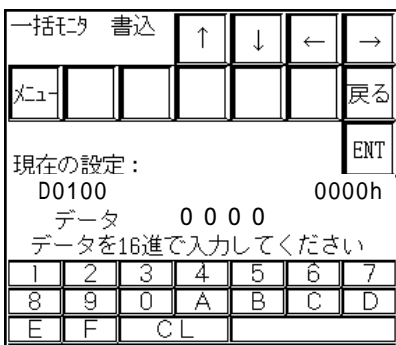 一括ﾓﾆﾀ 書込 ↑ ↓ ← →
ﾒﾆｭｰ 戻る
ENT
現在の設定：
D0100 0000h
データ 0000
データを16進で入力してください
1 2 3 4 5 6 7
8 9 0 A B C D
E F CL